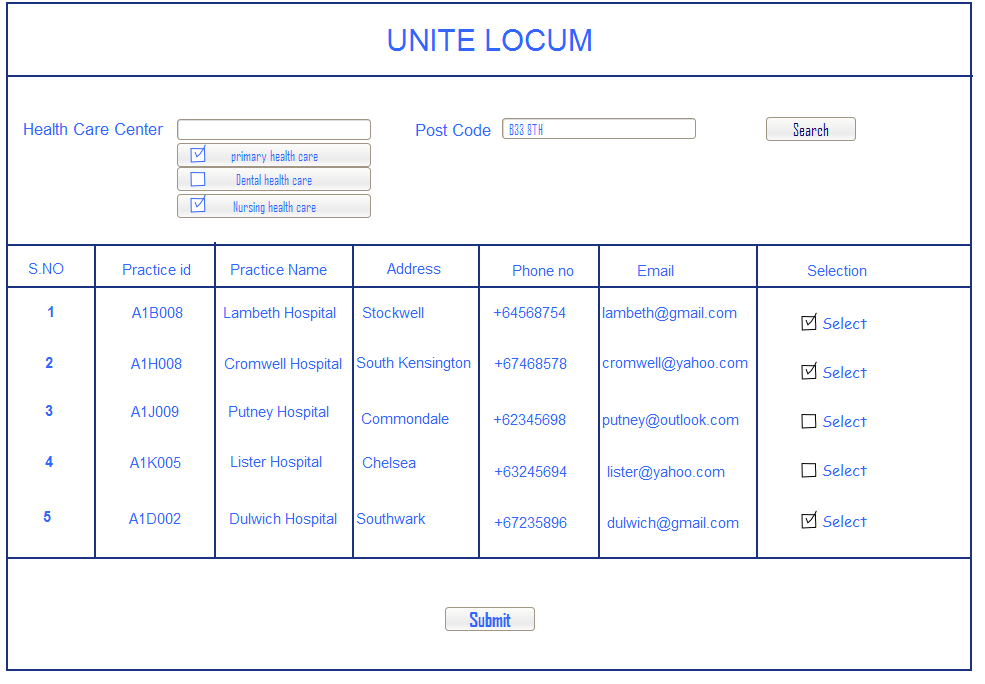 UNITE LOCUM
Health Care Center Post Code B33 8TH Search
primary health care
Dental health care
Nursing health care
S.NO Practice id Practice Name Address Phone no Email Selection
1 A1B008 Lambeth Hospital Stockwell +64568754 lambeth@gmail.com Select
2 A1H008 Cromwell Hospital South Kensington +67468578 cromwell@yahoo.com Select
3 A1J009 Putney Hospital Commondale +62345698 putney@outlook.com Select
4 A1K005 Lister Hospital Chelsea +63245694 lister@yahoo.com Select
5 A1D002 Dulwich Hospital Southwark +67235896 dulwich@gmail.com Select
Submit